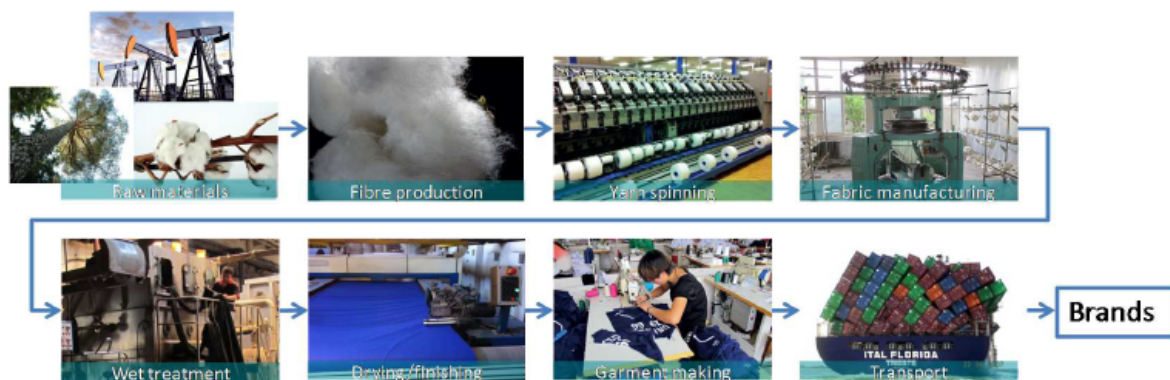 Raw materials
Fibre production
Yarn spinning
Fabric manufacturing
Wet treatment
Drying/finishing
Garment making
ITAL FLORIDA
Transport
Brands